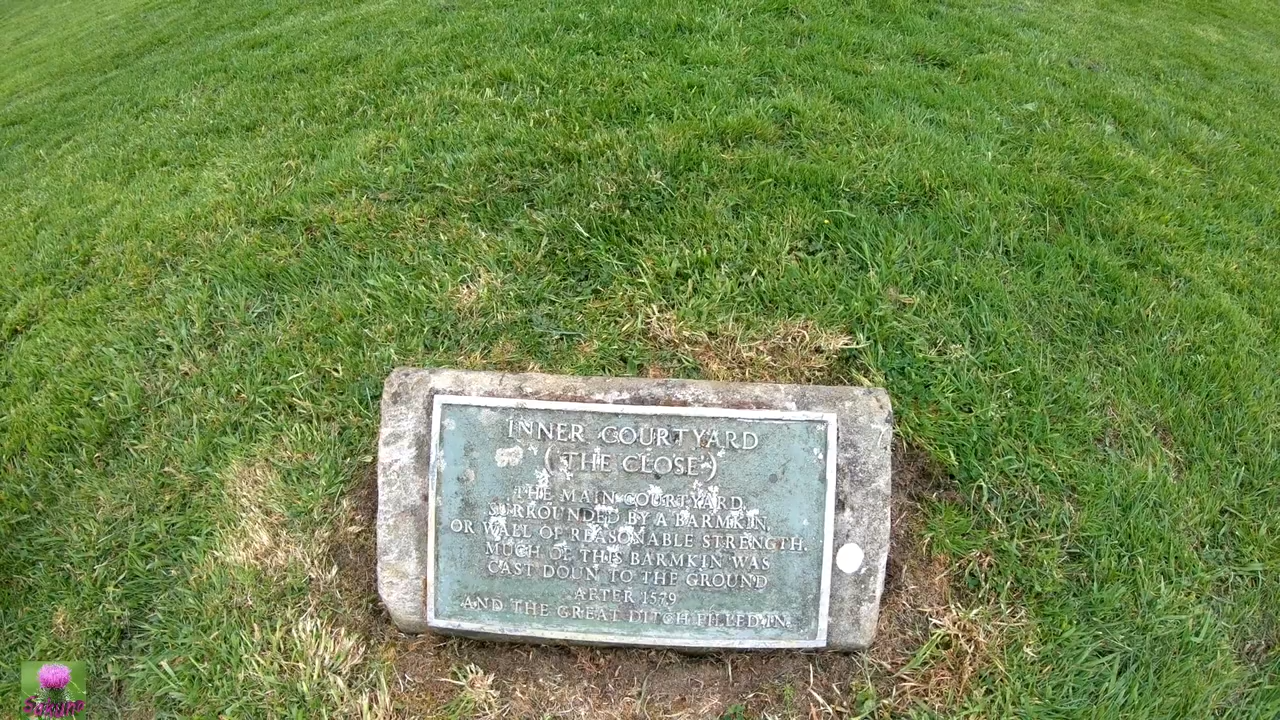 INNER COURTYARD
('THE CLOSE')
THE MAIN COURTYARD,
SURROUNDED BY A BARMKIN,
OR WALL OF REASONABLE STRENGTH.
MUCH OF THIS BARMKIN WAS
CAST DOUN TO THE GROUND
AFTER 1579
AND THE GREAT DITCH FILLED IN.